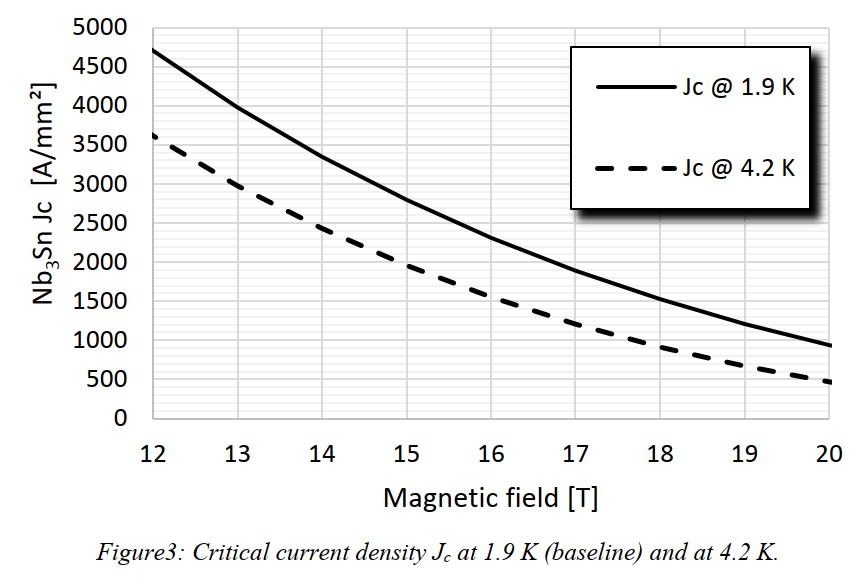 5000
4500
4000
3500
3000
2500
2000
1500
1000
500
0
Nb₃Sn Jc [A/mm²]
Jc @ 1.9 K
Jc @ 4.2 K
12 13 14 15 16 17 18 19 20
Magnetic field [T]
Figure3: Critical current density Jc at 1.9 K (baseline) and at 4.2 K.